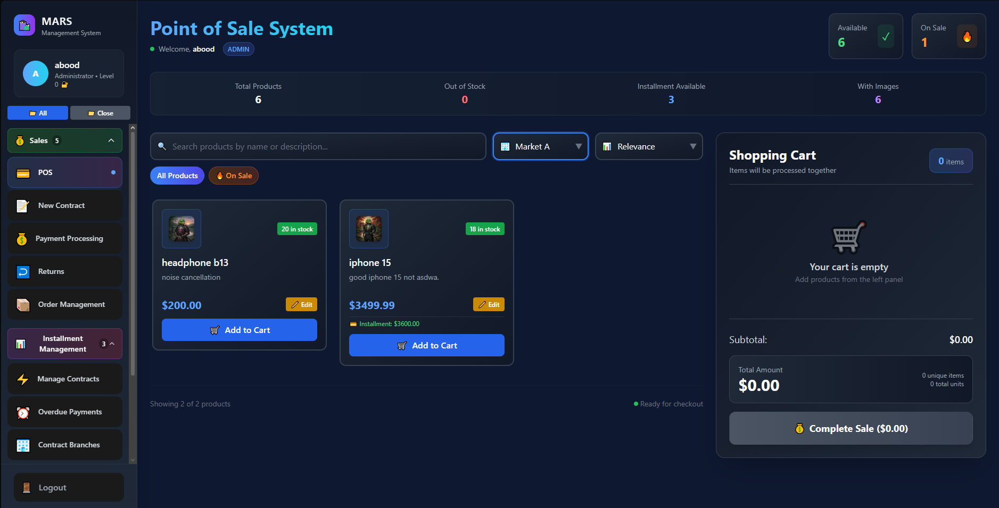 MARS
Management System
A
abood
Administrator • Level
0
All
Close
Sales 5
POS
New Contract
Payment Processing
Returns
Order Management
Installment
Management
3
Manage Contracts
Overdue Payments
Contract Branches
Logout
Point of Sale System
Welcome, abood ADMIN
Available
6
On Sale
1
Total Products
6
Out of Stock
0
Installment Available
3
With Images
6
Search products by name or description...
Market A
Relevance
All Products
On Sale
20 in stock
headphone b13
noise cancellation
$200.00
Edit
Add to Cart
18 in stock
iphone 15
good iphone 15 not asdwa.
$3499.99
Edit
Installment: $3600.00
Add to Cart
Showing 2 of 2 products
Ready for checkout
Shopping Cart
Items will be processed together
0 items
Your cart is empty
Add products from the left panel
Subtotal: $0.00
Total Amount
$0.00
0 unique items
0 total units
Complete Sale ($0.00)